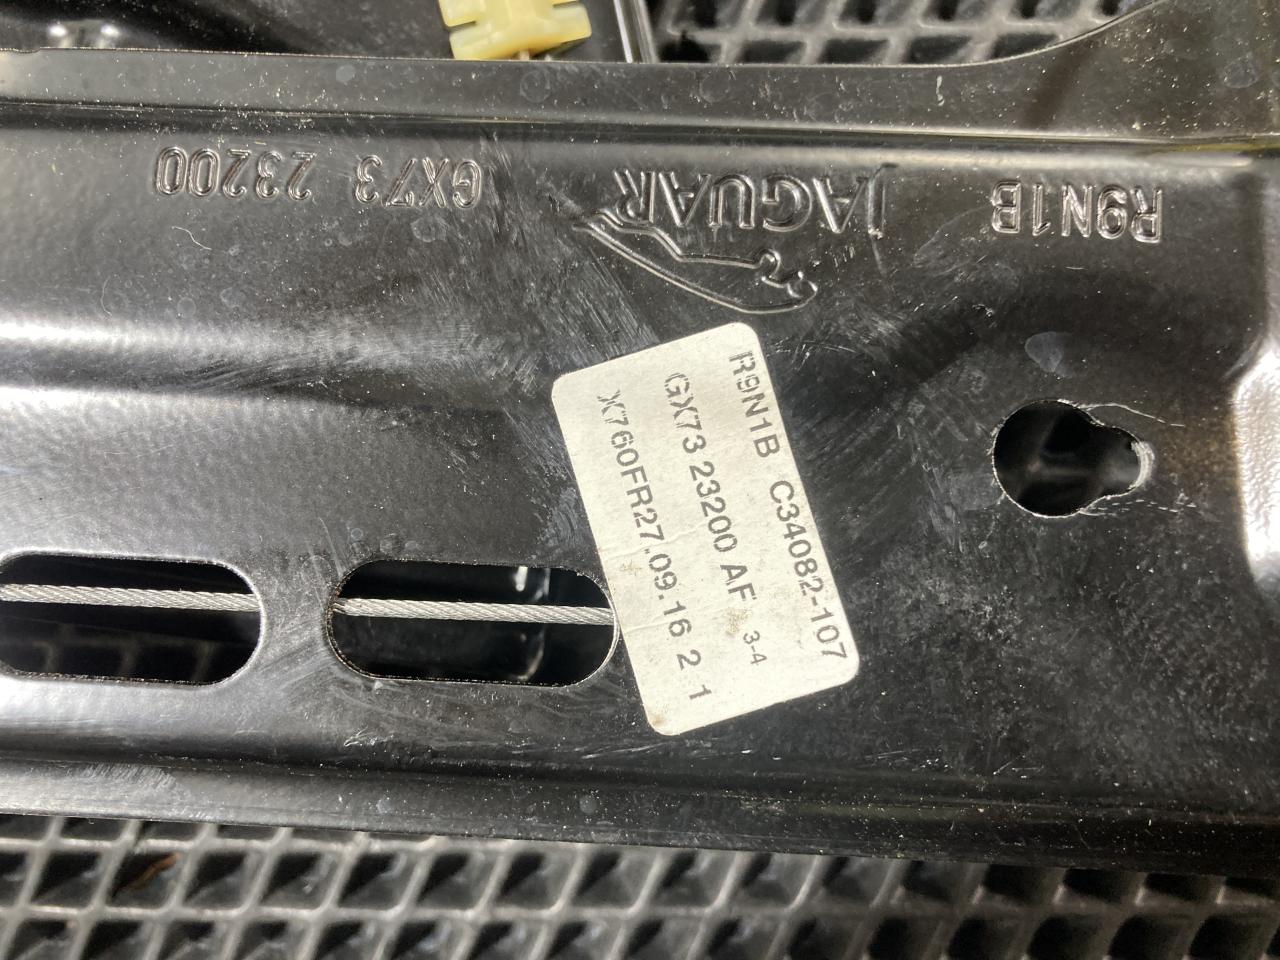 R9N1B JAGUAR GX73 23200
R9N1B C34082-107
GX73 23200 AF 3-4
X760FR27.09.16 2 1